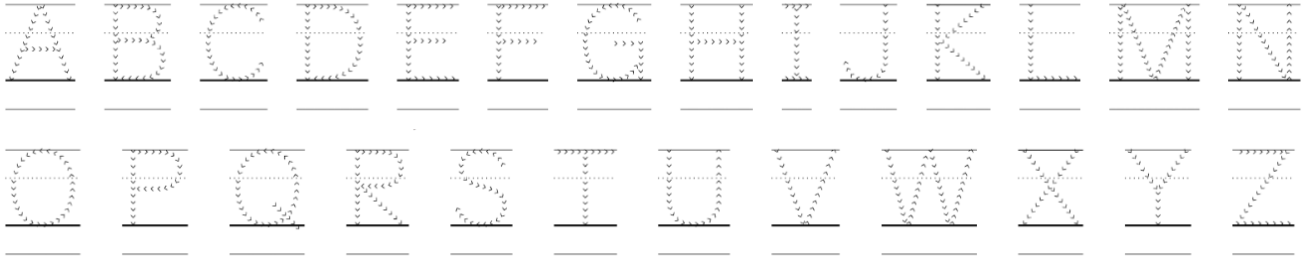 A B C D E F G H I J K L M N
O P Q R S T U V W X Y Z